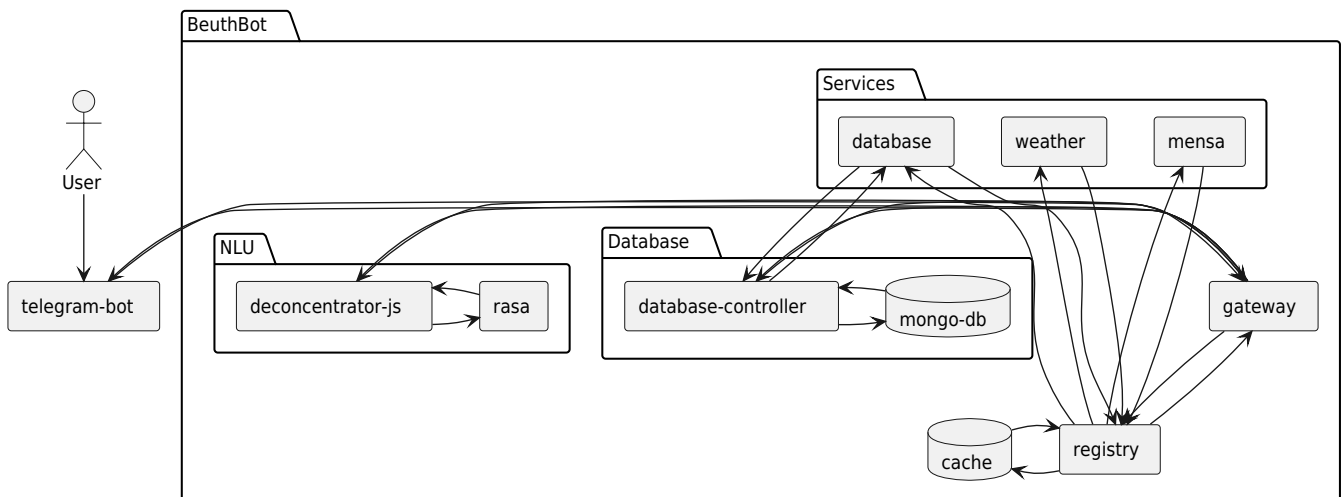 BeuthBot
Services
database
weather
mensa
User
NLU
Database
telegram-bot
deconcentrator-js
rasa
database-controller
mongo-db
gateway
cache
registry